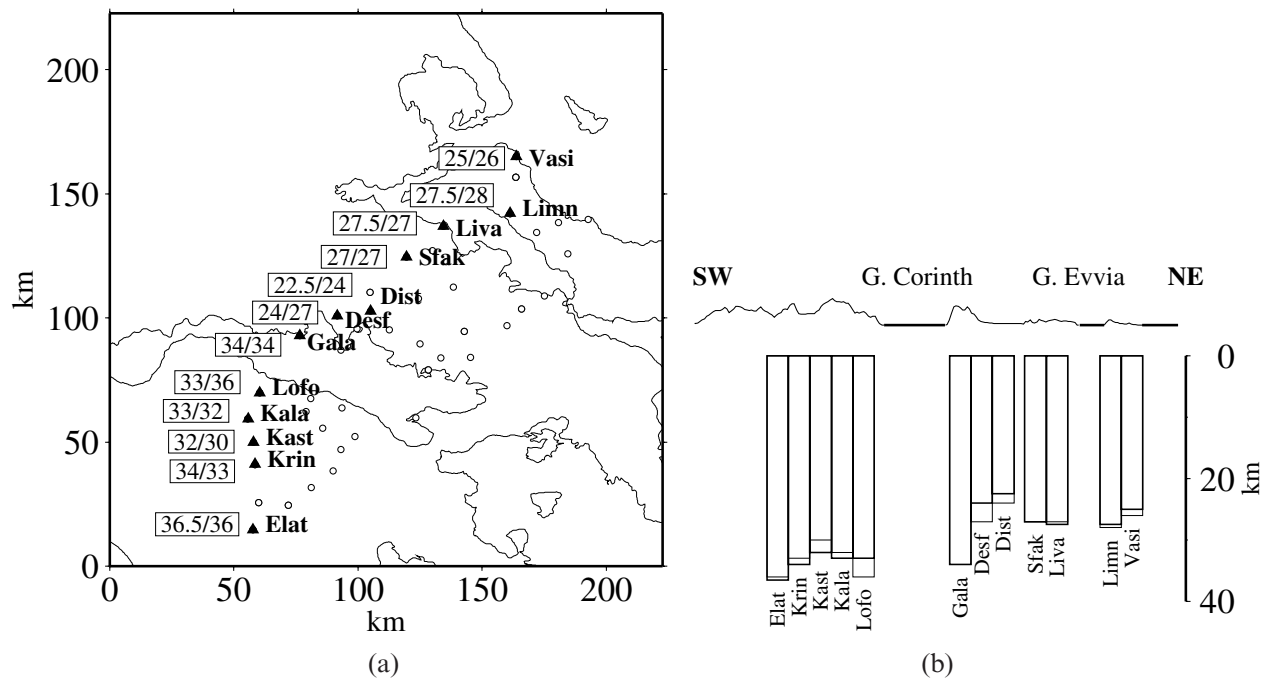 200
150
100
50
0
km
0 50 100 150 200
km
25/26 Vasi
27.5/28 Limn
27.5/27 Liva
27/27 Sfak
22.5/24 Dist
24/27 Desf
34/34 Gala
33/36 Lofo
33/32 Kala
32/30 Kast
34/33 Krin
36.5/36 Elat
(a)
SW G. Corinth G. Evvia NE
0
20
40
km
Elat
Krin
Kast
Kala
Lofo
Gala
Desf
Dist
Sfak
Liva
Limn
Vasi
(b)